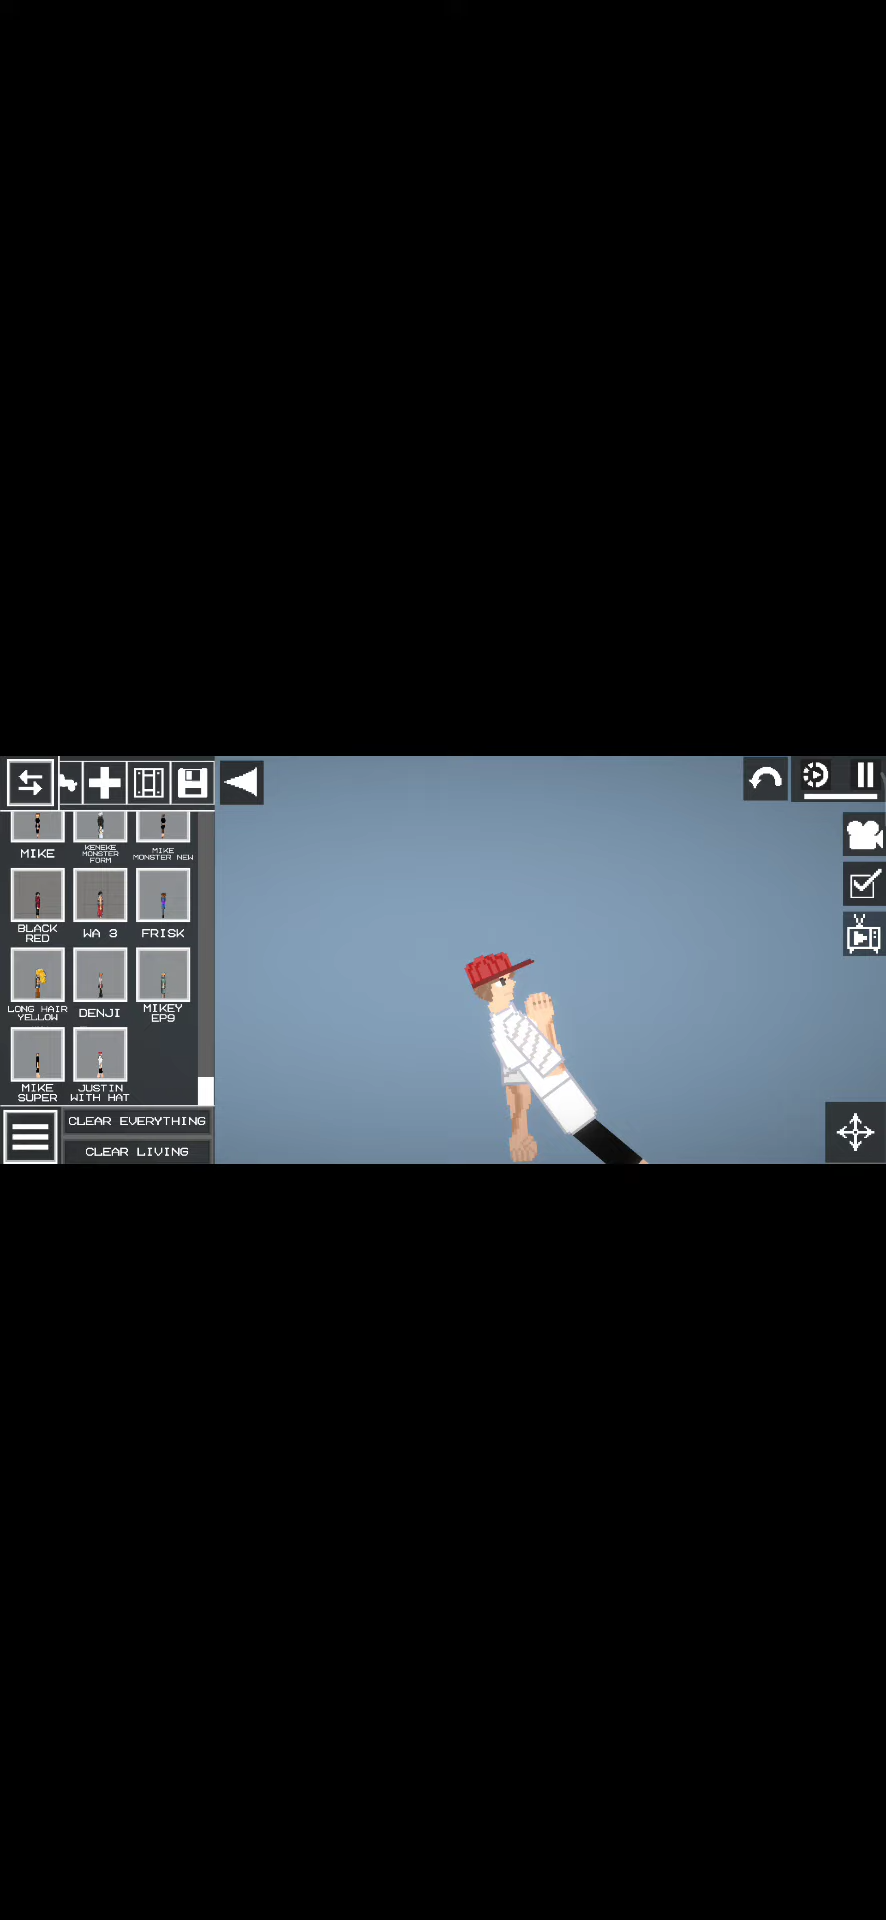 MIKE
KENEKE
MONSTER
FORM
MIKE
MONSTER NEW
BLACK
RED
WA 3
FRISK
LONG HAIR
YELLOW
DENJI
MIKEY
EP9
MIKE
SUPER
JUSTIN
WITH HAT
CLEAR EVERYTHING
CLEAR LIVING